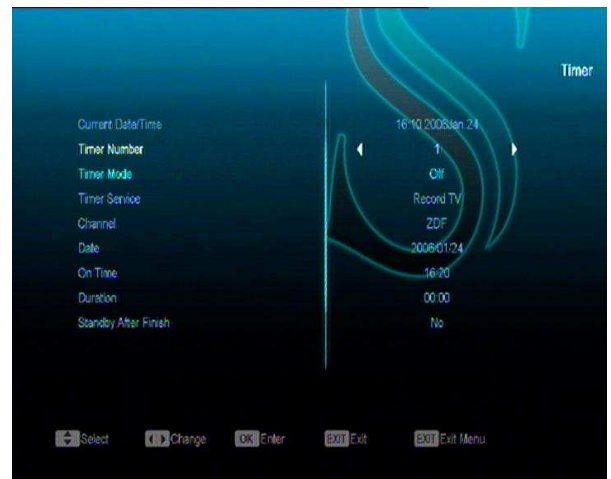 Timer
Current Date/Time 16:10 2006Jan 24
Timer Number 1
Timer Mode Off
Timer Service Record TV
Channel ZDF
Date 2006/01/24
On Time 16:20
Duration 00:00
Standby After Finish No
Select Change OK Enter EXIT Exit EXIT Exit Menu